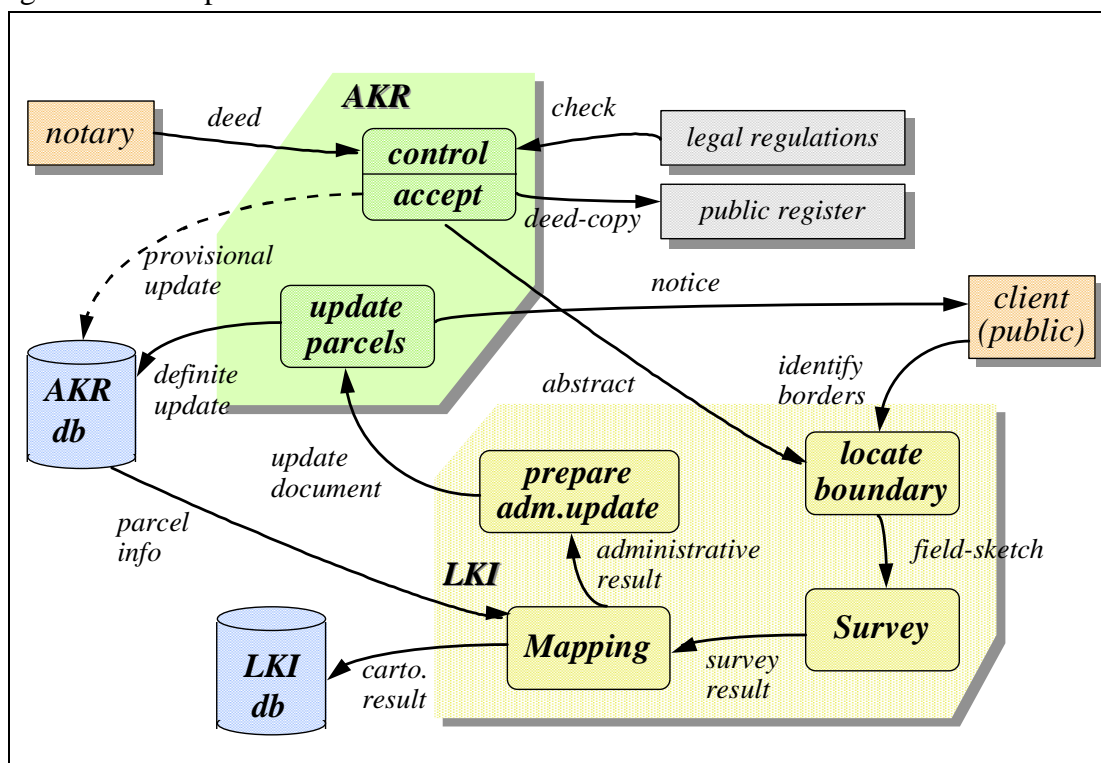 AKR
notary
deed
check
legal regulations
control
accept
deed-copy
public register
provisional
update
notice
client
(public)
update
parcels
identify
borders
definite
update
abstract
AKR
db
locate
boundary
update
document
prepare
adm.update
parcel
info
administrative
result
field-sketch
LKI
Survey
Mapping
LKI
db
carto.
result
survey
result